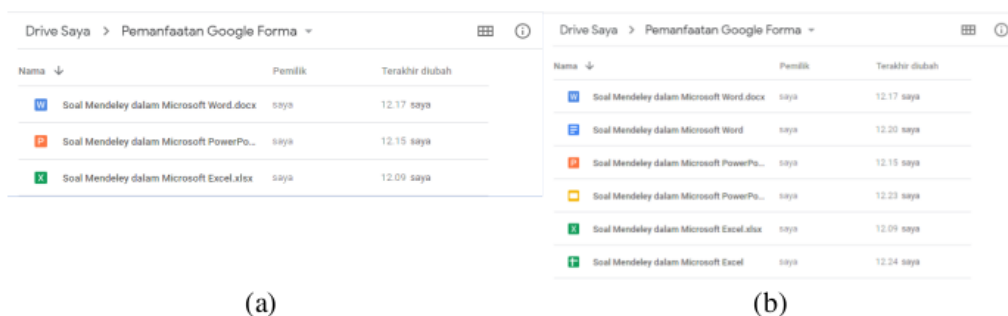 Drive Saya > Pemanfaatan Google Forma
Nama Pemilik Terakhir diubah
W Soal Mendeley dalam Microsoft Word.docx saya 12.17 saya
P Soal Mendeley dalam Microsoft PowerPo... saya 12.15 saya
X Soal Mendeley dalam Microsoft Excel.xlsx saya 12.09 saya
(a)
Drive Saya > Pemanfaatan Google Forma
Nama Pemilik Terakhir diubah
W Soal Mendeley dalam Microsoft Word.docx saya 12.17 saya
Soal Mendeley dalam Microsoft Word saya 12.20 saya
P Soal Mendeley dalam Microsoft PowerPo... saya 12.15 saya
Soal Mendeley dalam Microsoft PowerPo... saya 12.23 saya
X Soal Mendeley dalam Microsoft Excel.xlsx saya 12.09 saya
Soal Mendeley dalam Microsoft Excel saya 12.24 saya
(b)